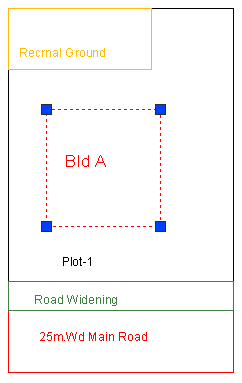 Recrnal Ground
Bld A
Plot-1
Road Widening
25m.Wd Main Road